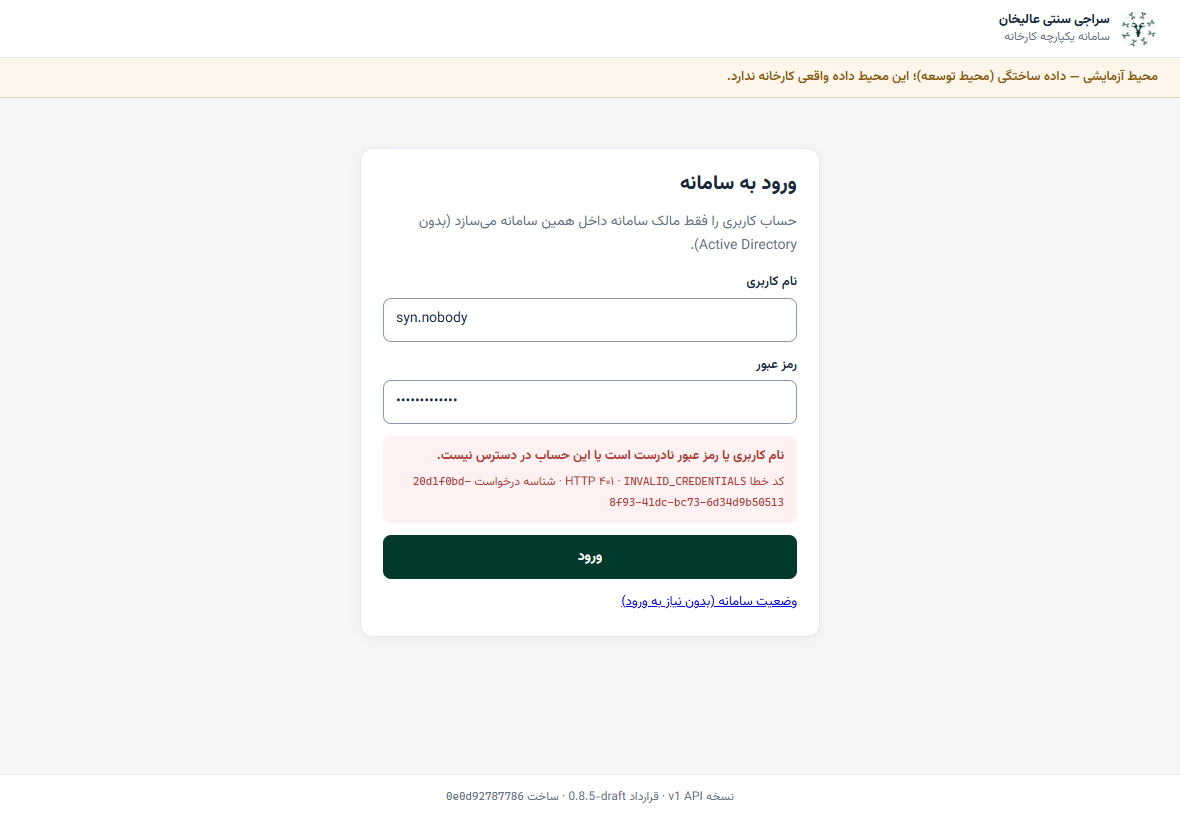 سراجی سنتی عالیخان
سامانه یکپارچه کارخانه
محیط آزمایشی — داده ساختگی (محیط توسعه)؛ این محیط داده واقعی کارخانه ندارد.
ورود به سامانه
حساب کاربری را فقط مالک سامانه داخل همین سامانه می‌سازد (بدون
Active Directory).
نام کاربری
syn.nobody
رمز عبور
•••••••••••••
نام کاربری یا رمز عبور نادرست است یا این حساب در دسترس نیست.
کد خطا INVALID_CREDENTIALS · HTTP ۴۰۱ · شناسه درخواست 20d1f0bd-
8f93-41dc-bc73-6d34d9b50513
ورود
وضعیت سامانه (بدون نیاز به ورود)
نسخه v1 API · قرارداد 0.8.5-draft · ساخت 0e0d92787786